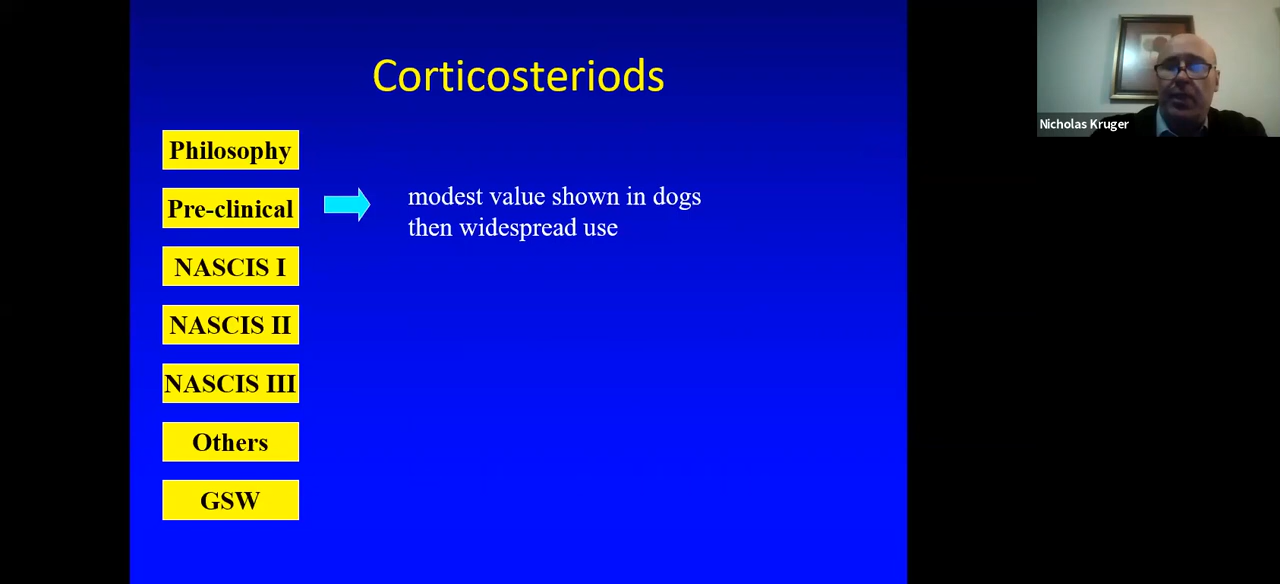 Corticosteriods
Philosophy
Pre-clinical
modest value shown in dogs
then widespread use
NASCIS I
NASCIS II
NASCIS III
Others
GSW
Nicholas Kruger